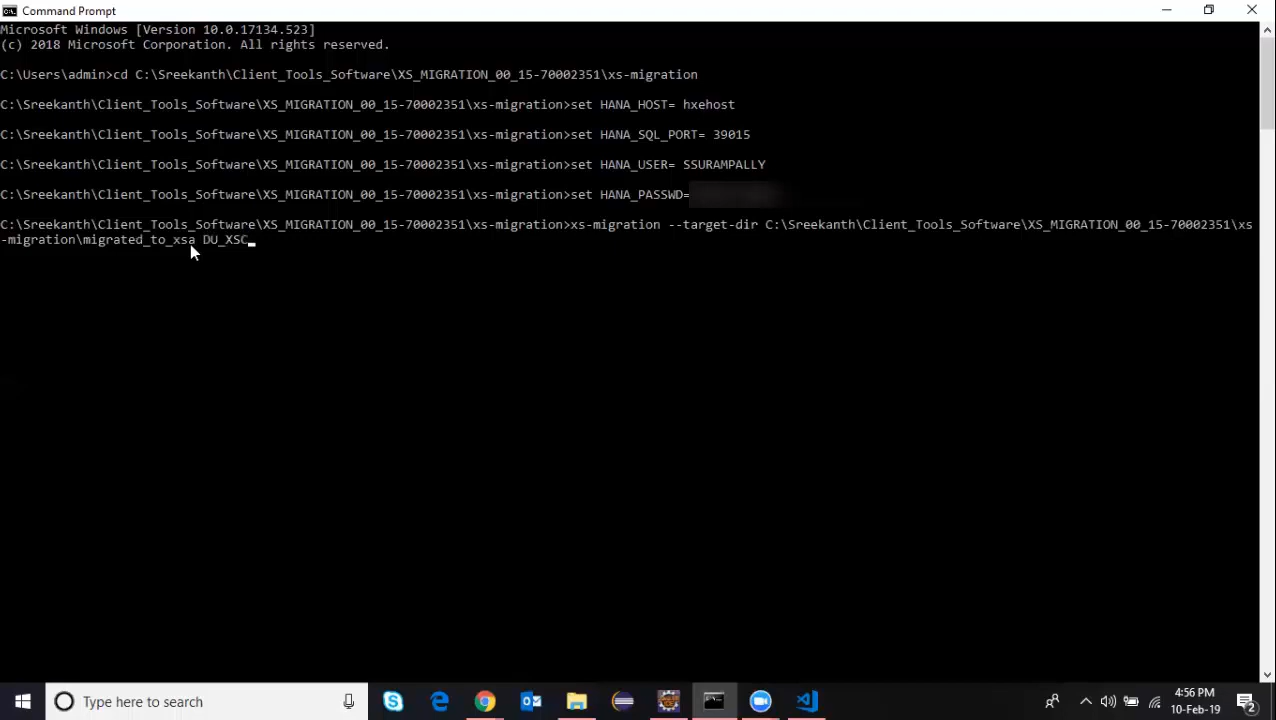 Command Prompt
Microsoft Windows [Version 10.0.17134.523]
(c) 2018 Microsoft Corporation. All rights reserved.
C:\Users\admin>cd C:\Sreekanth\Client_Tools_Software\XS_MIGRATION_00_15-70002351\xs-migration
C:\Sreekanth\Client_Tools_Software\XS_MIGRATION_00_15-70002351\xs-migration>set HANA_HOST= hxehost
C:\Sreekanth\Client_Tools_Software\XS_MIGRATION_00_15-70002351\xs-migration>set HANA_SQL_PORT= 39015
C:\Sreekanth\Client_Tools_Software\XS_MIGRATION_00_15-70002351\xs-migration>set HANA_USER= SSURAMPALLY
C:\Sreekanth\Client_Tools_Software\XS_MIGRATION_00_15-70002351\xs-migration>set HANA_PASSWD=
C:\Sreekanth\Client_Tools_Software\XS_MIGRATION_00_15-70002351\xs-migration>xs-migration --target-dir C:\Sreekanth\Client_Tools_Software\XS_MIGRATION_00_15-70002351\xs
-migration\migrated_to_xsa DU_XSC
Type here to search
4:56 PM
10-Feb-19
2